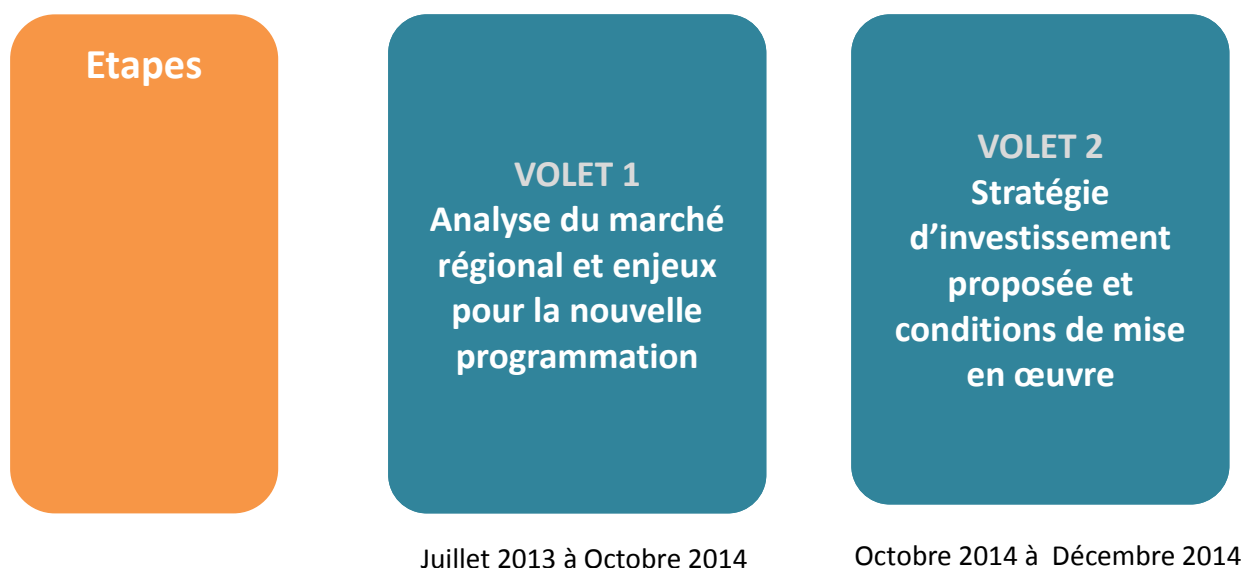 Etapes
VOLET 1
Analyse du marché
régional et enjeux
pour la nouvelle
programmation
Juillet 2013 à Octobre 2014
VOLET 2
Stratégie
d’investissement
proposée et
conditions de mise
en œuvre
Octobre 2014 à  Décembre 2014